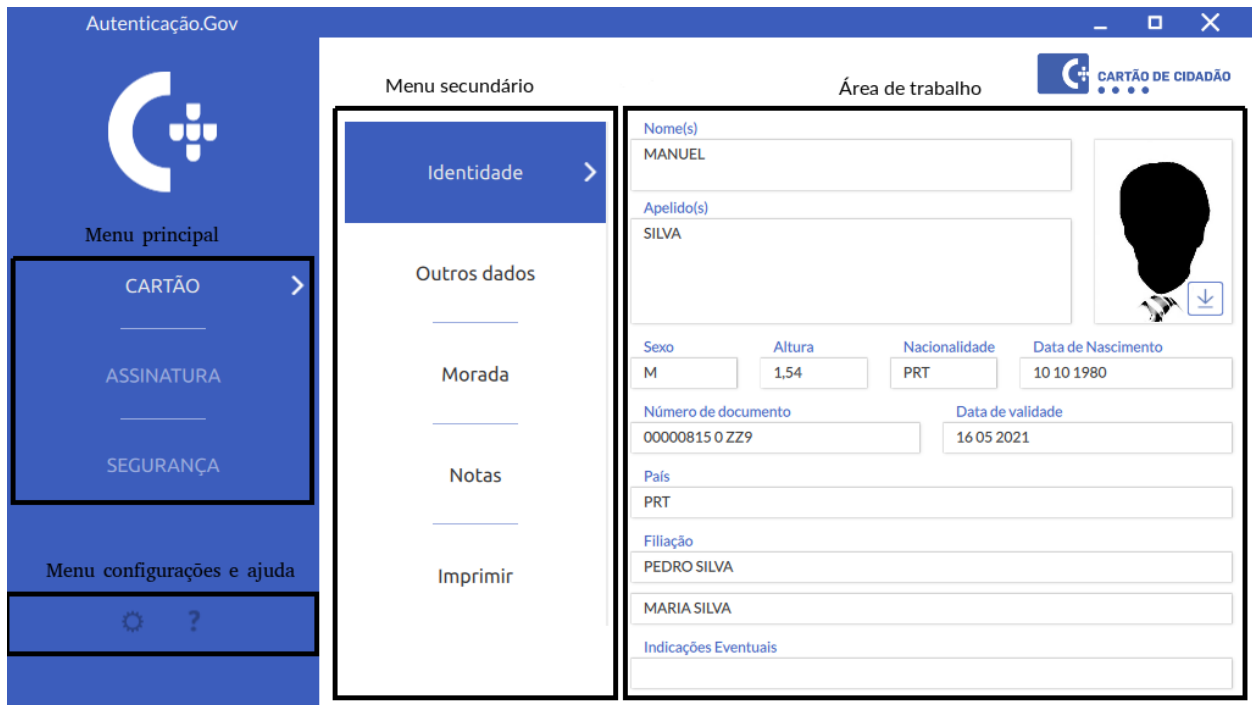 Autenticação.Gov
Menu principal
CARTÃO
ASSINATURA
SEGURANÇA
Menu configurações e ajuda
?
Menu secundário
Identidade
Outros dados
Morada
Notas
Imprimir
Área de trabalho
CARTÃO DE CIDADÃO
Nome(s)
MANUEL
Apelido(s)
SILVA
Sexo Altura Nacionalidade Data de Nascimento
M 1,54 PRT 10 10 1980
Número de documento Data de validade
00000815 0 ZZ9 16 05 2021
País
PRT
Filiação
PEDRO SILVA
MARIA SILVA
Indicações Eventuais